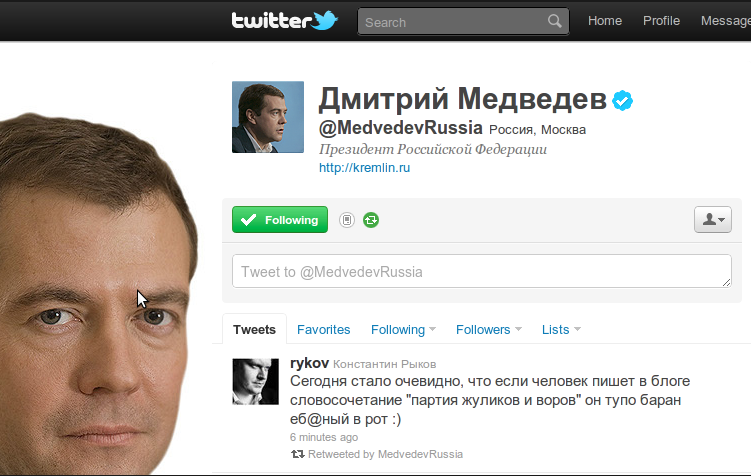 twitter Search Home Profile
Дмитрий Медведев
@MedvedevRussia Россия, Москва
Президент Российской Федерации
http://kremlin.ru
Following
Tweet to @MedvedevRussia
Tweets Favorites Following Followers Lists
rykov Константин Рыков
Сегодня стало очевидно, что если человек пишет в блоге
словосочетание "партия жуликов и воров" он тупо баран
еб@ный в рот :)
6 minutes ago
Retweeted by MedvedevRussia